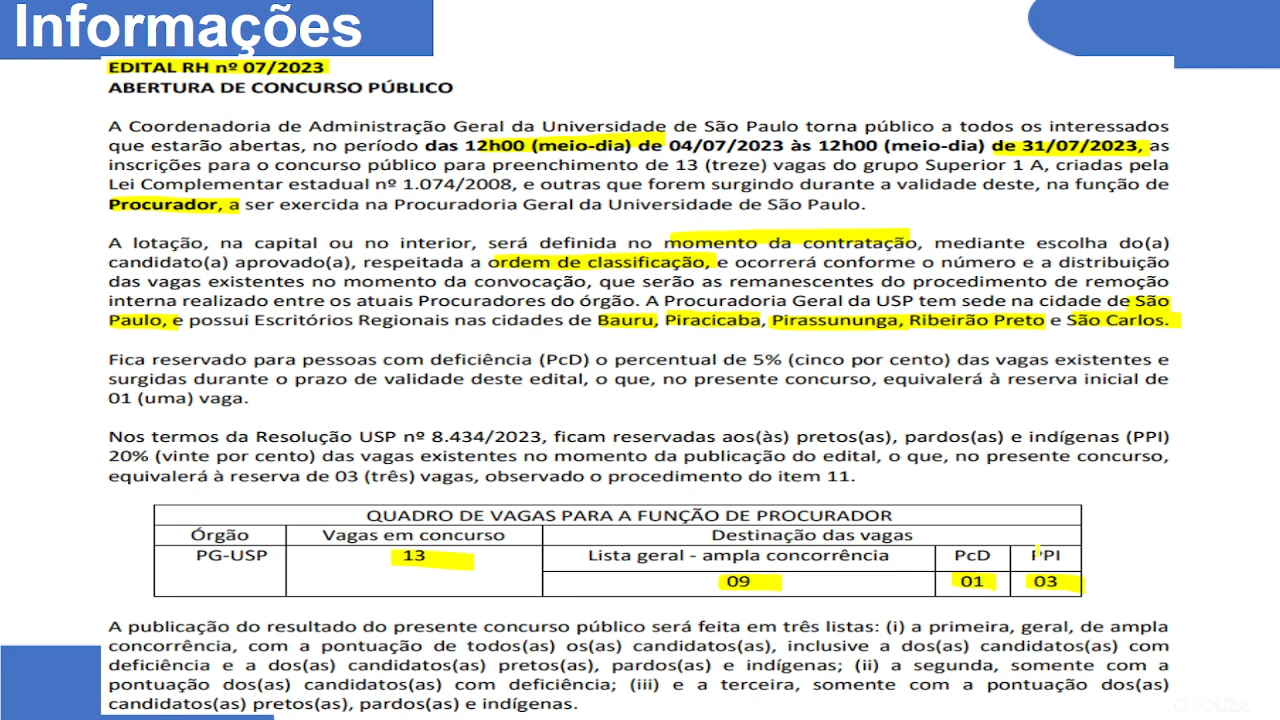 Informações
EDITAL RH nº 07/2023
ABERTURA DE CONCURSO PÚBLICO
A Coordenadoria de Administração Geral da Universidade de São Paulo torna público a todos os interessados
que estarão abertas, no período das 12h00 (meio-dia) de 04/07/2023 às 12h00 (meio-dia) de 31/07/2023, as
inscrições para o concurso público para preenchimento de 13 (treze) vagas do grupo Superior 1 A, criadas pela
Lei Complementar estadual nº 1.074/2008, e outras que forem surgindo durante a validade deste, na função de
Procurador, a ser exercida na Procuradoria Geral da Universidade de São Paulo.
A lotação, na capital ou no interior, será definida no momento da contratação, mediante escolha do(a)
candidato(a) aprovado(a), respeitada a ordem de classificação, e ocorrerá conforme o número e a distribuição
das vagas existentes no momento da convocação, que serão as remanescentes do procedimento de remoção
interna realizado entre os atuais Procuradores do órgão. A Procuradoria Geral da USP tem sede na cidade de São
Paulo, e possui Escritórios Regionais nas cidades de Bauru, Piracicaba, Pirassununga, Ribeirão Preto e São Carlos.
Fica reservado para pessoas com deficiência (PcD) o percentual de 5% (cinco por cento) das vagas existentes e
surgidas durante o prazo de validade deste edital, o que, no presente concurso, equivalerá à reserva inicial de
01 (uma) vaga.
Nos termos da Resolução USP nº 8.434/2023, ficam reservadas aos(às) pretos(as), pardos(as) e indígenas (PPI)
20% (vinte por cento) das vagas existentes no momento da publicação do edital, o que, no presente concurso,
equivalerá à reserva de 03 (três) vagas, observado o procedimento do item 11.
QUADRO DE VAGAS PARA A FUNÇÃO DE PROCURADOR
Órgão Vagas em concurso Destinação das vagas
PG-USP 13 Lista geral - ampla concorrência PcD PPI
09 01 03
A publicação do resultado do presente concurso público será feita em três listas: (i) a primeira, geral, de ampla
concorrência, com a pontuação de todos(as) os(as) candidatos(as), inclusive a dos(as) candidatos(as) com
deficiência e a dos(as) candidatos(as) pretos(as), pardos(as) e indígenas; (ii) a segunda, somente com a
pontuação dos(as) candidatos(as) com deficiência; (iii) e a terceira, somente com a pontuação dos(as)
candidatos(as) pretos(as), pardos(as) e indígenas.